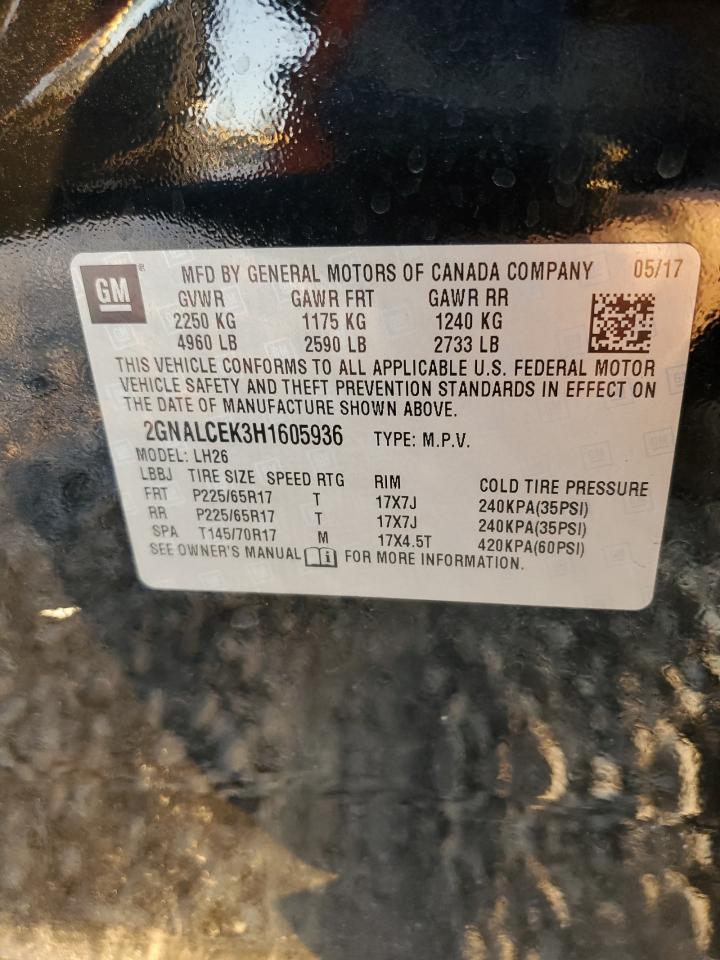 GM ® MFD BY GENERAL MOTORS OF CANADA COMPANY 05/17
GVWR GAWR FRT GAWR RR
2250 KG 1175 KG 1240 KG
4960 LB 2590 LB 2733 LB
THIS VEHICLE CONFORMS TO ALL APPLICABLE U.S. FEDERAL MOTOR
VEHICLE SAFETY AND THEFT PREVENTION STANDARDS IN EFFECT ON
THE DATE OF MANUFACTURE SHOWN ABOVE.
2GNALCEK3H1605936 TYPE: M.P.V.
MODEL: LH26
LBBJ TIRE SIZE SPEED RTG RIM COLD TIRE PRESSURE
FRT P225/65R17 T 17X7J 240KPA(35PSI)
RR P225/65R17 T 17X7J 240KPA(35PSI)
SPA T145/70R17 M 17X4.5T 420KPA(60PSI)
SEE OWNER'S MANUAL i FOR MORE INFORMATION.